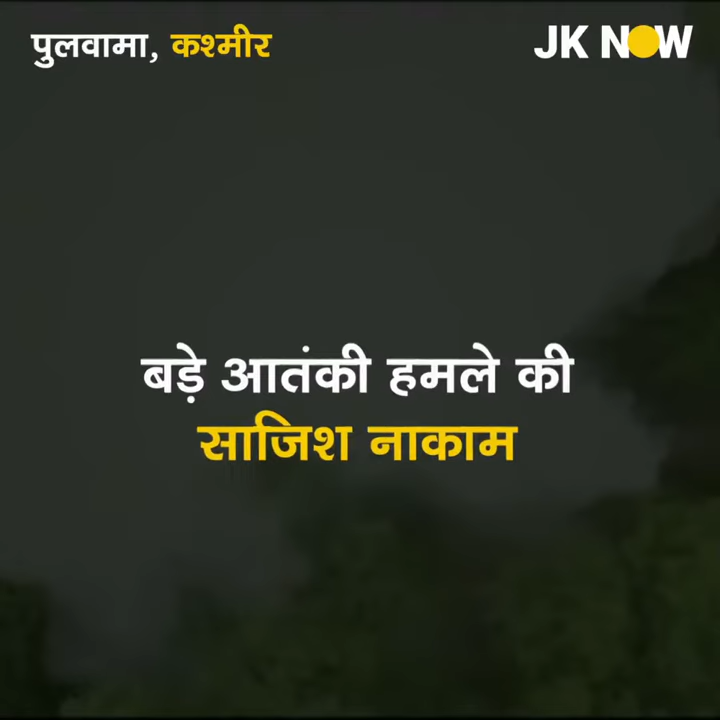 पुलवामा, कश्मीर
JK NOW
बड़े आतंकी हमले की
साजिश नाकाम